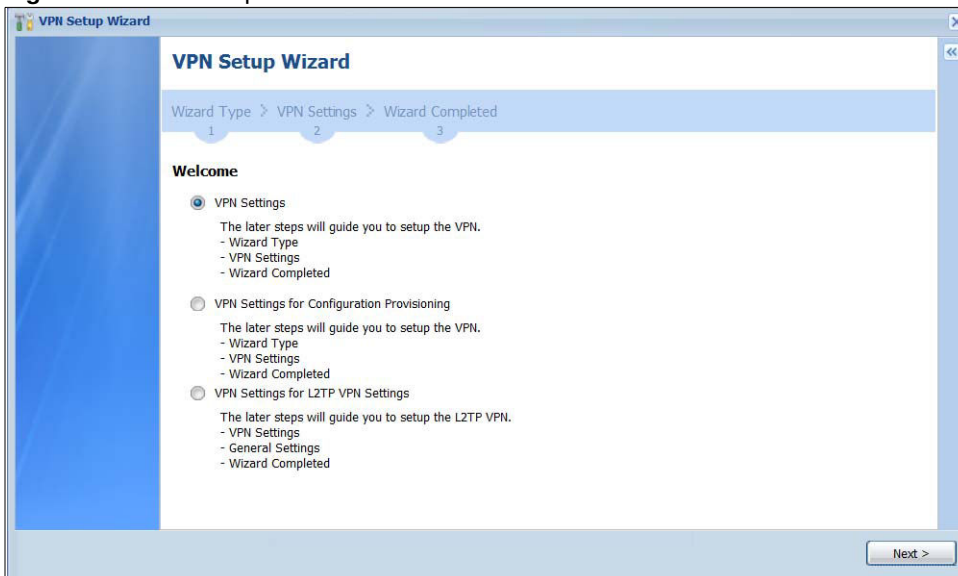 VPN Setup Wizard
VPN Setup Wizard
Wizard Type > VPN Settings > Wizard Completed
1 2 3
Welcome
VPN Settings
The later steps will guide you to setup the VPN.
- Wizard Type
- VPN Settings
- Wizard Completed
VPN Settings for Configuration Provisioning
The later steps will guide you to setup the VPN.
- Wizard Type
- VPN Settings
- Wizard Completed
VPN Settings for L2TP VPN Settings
The later steps will guide you to setup the L2TP VPN.
- VPN Settings
- General Settings
- Wizard Completed
Next >